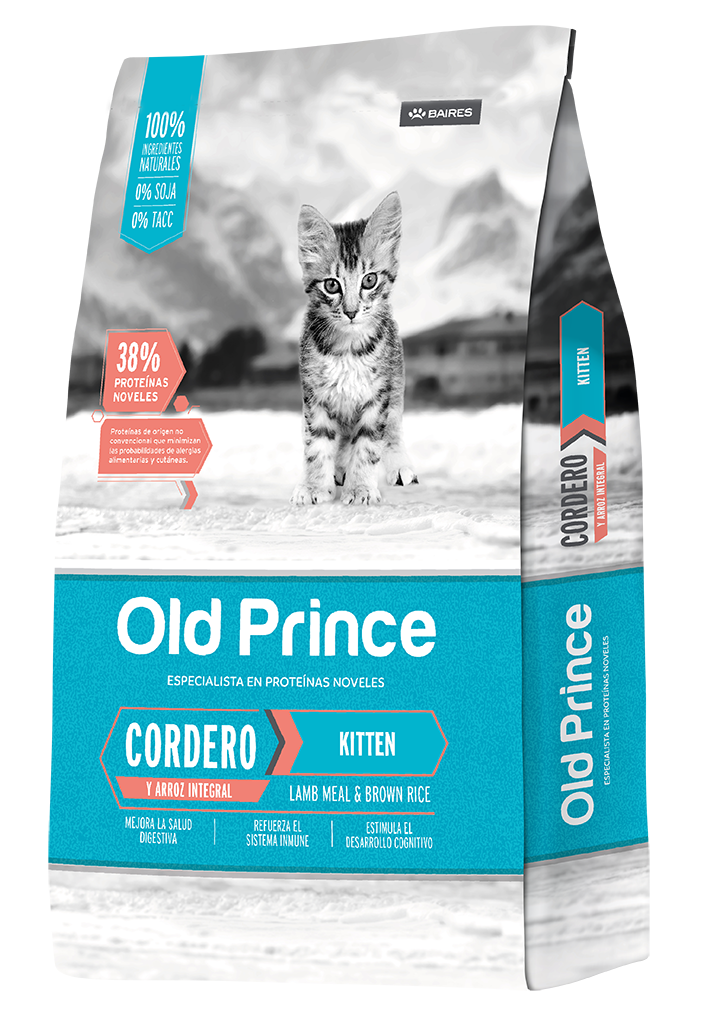 100%
INGREDIENTES
NATURALES
0% SOJA
0% TACC
BAIRES
38%
PROTEÍNAS
NOVELES
Proteínas de origen no
convencional que minimizan
las probabilidades de alergias
alimentarias y cutáneas.
Old Prince
ESPECIALISTA EN PROTEÍNAS NOVELES
CORDERO
KITTEN
Y ARROZ INTEGRAL
LAMB MEAL & BROWN RICE
MEJORA LA SALUD
DIGESTIVA
REFUERZA EL
SISTEMA INMUNE
ESTIMULA EL
DESARROLLO COGNITIVO
KITTEN
CORDERO
Y ARROZ INTEGRAL
Old Prince
ESPECIALISTA EN PROTEÍNAS NOVELES